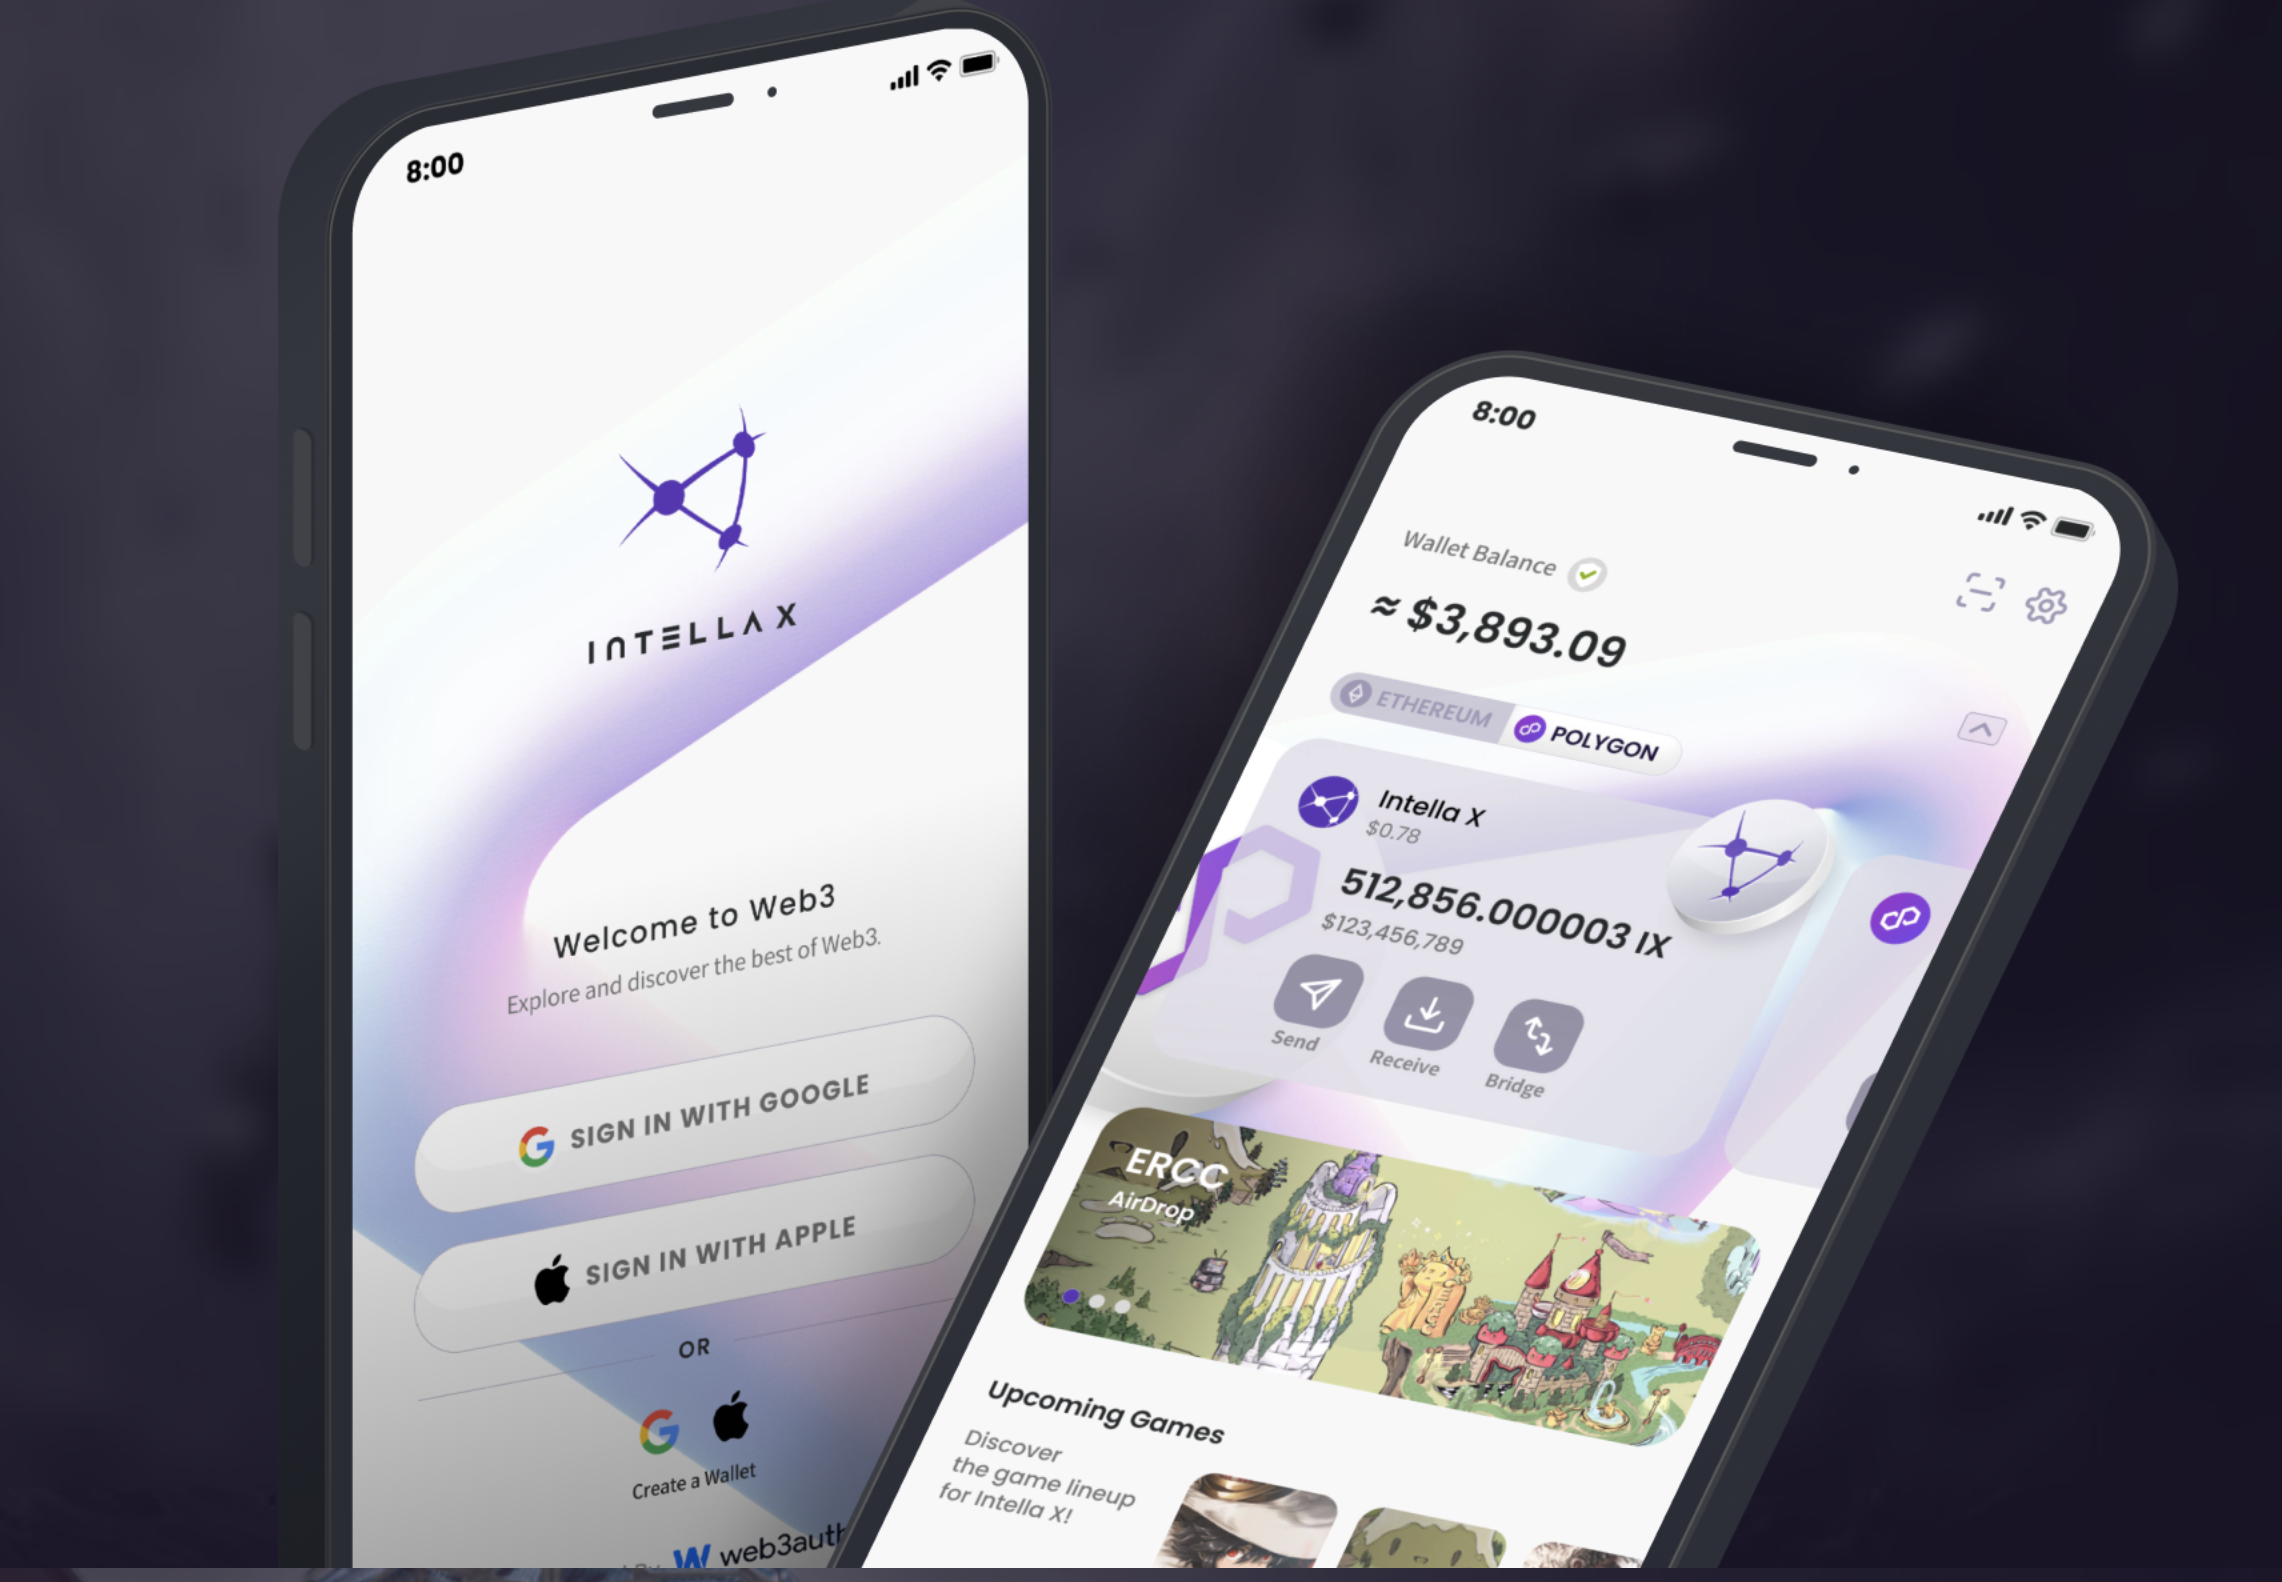 8:00
INTELLA X
Welcome to Web3
Explore and discover the best of Web3.
SIGN IN WITH GOOGLE
SIGN IN WITH APPLE
OR
Create a Wallet
web3auth
8:00
Wallet Balance
≈ $3,893.09
ETHEREUM
POLYGON
Intella X
$0.78
512,856.000003 IX
$123,456,789
Send
Receive
Bridge
ERCC
AirDrop
Upcoming Games
Discover
the game lineup
for Intella X!